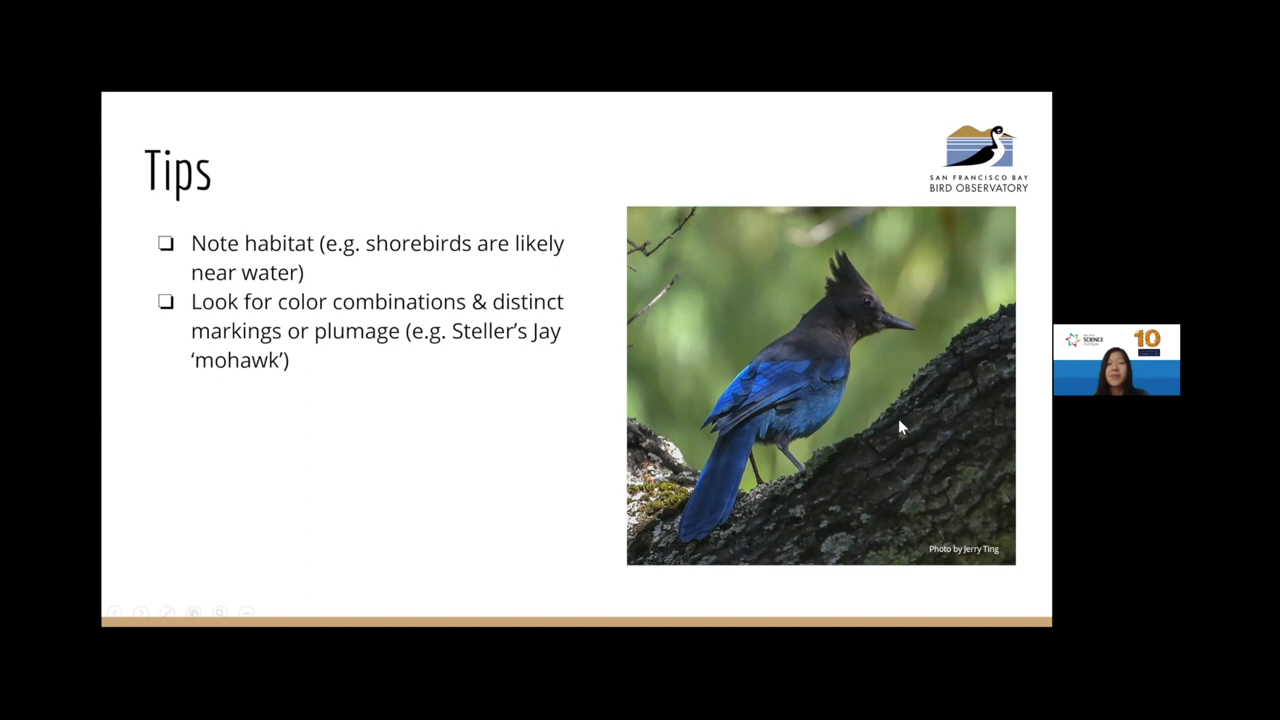 Tips
SAN FRANCISCO BAY
BIRD OBSERVATORY
❏ Note habitat (e.g. shorebirds are likely
near water)
❏ Look for color combinations & distinct
markings or plumage (e.g. Steller’s Jay
‘mohawk’)
Photo by Jerry Ting
SCIENCE
10